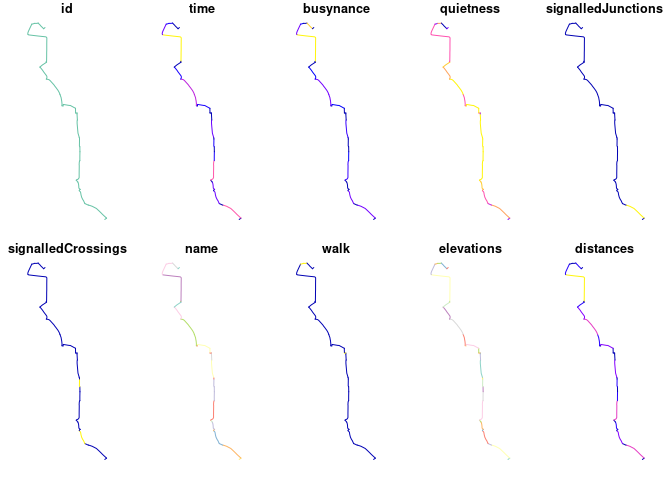 id time busynance quietness signalledJunctions
signalledCrossings name walk elevations distances